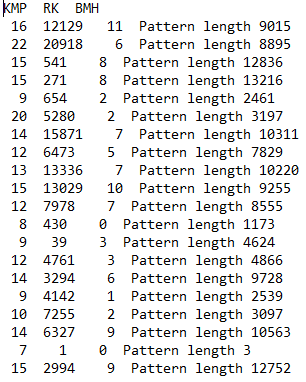 KMP RK BMH
16 12129 11 Pattern length 9015
22 20918 6 Pattern length 8895
15 541 8 Pattern length 12836
15 271 8 Pattern length 13216
9 654 2 Pattern length 2461
20 5280 2 Pattern length 3197
14 15871 7 Pattern length 10311
12 6473 5 Pattern length 7829
13 13336 7 Pattern length 10220
15 13029 10 Pattern length 9255
12 7978 7 Pattern length 8555
8 430 0 Pattern length 1173
9 39 3 Pattern length 4624
12 4761 3 Pattern length 4866
14 3294 6 Pattern length 9728
9 4142 1 Pattern length 2539
10 7255 2 Pattern length 3097
14 6327 9 Pattern length 10563
7 1 0 Pattern length 3
15 2994 9 Pattern length 12752